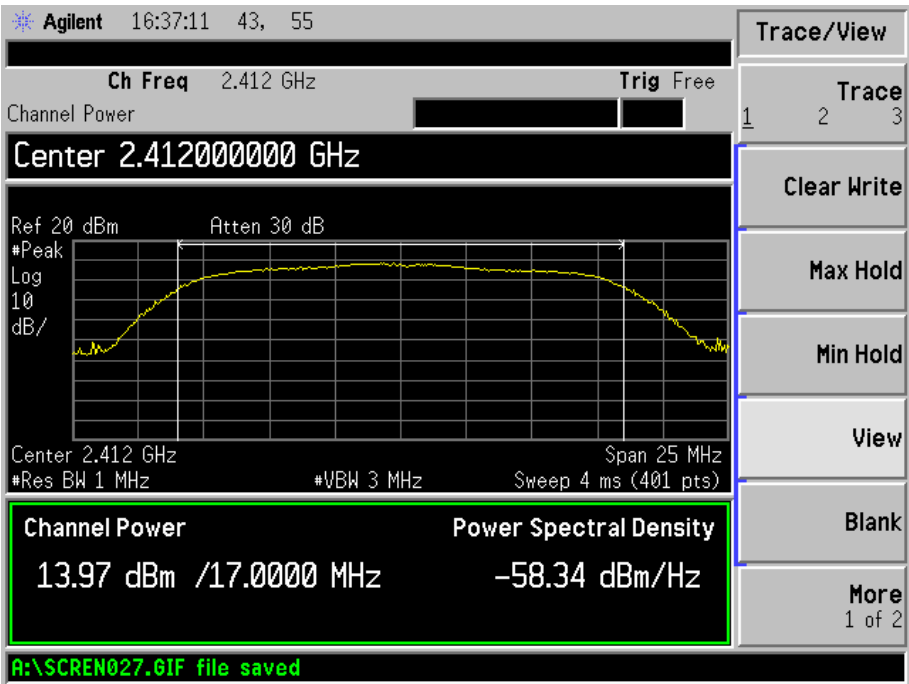 Agilent 16:37:11 43, 55
Ch Freq 2.412 GHz Trig Free
Channel Power
Center 2.412000000 GHz
Ref 20 dBm Atten 30 dB
#Peak
Log
10
dB/
Center 2.412 GHz Span 25 MHz
#Res BW 1 MHz #VBW 3 MHz Sweep 4 ms (401 pts)
Channel Power Power Spectral Density
13.97 dBm /17.0000 MHz -58.34 dBm/Hz
A:\SCREN027.GIF file saved
Trace/View
Trace
1 2 3
Clear Write
Max Hold
Min Hold
View
Blank
More
1 of 2